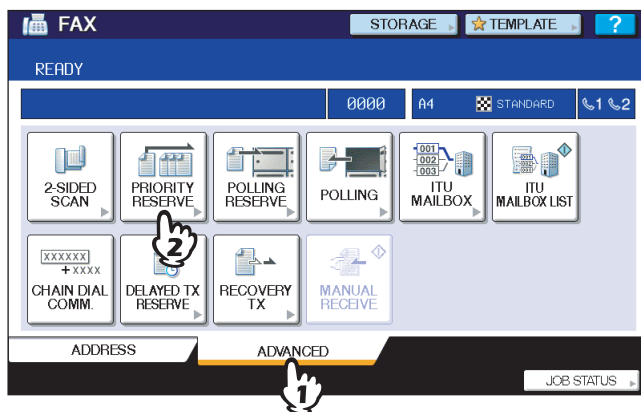 FAX
STORAGE
TEMPLATE
?
READY
0000
A4
STANDARD
1
2
2-SIDED
SCAN
PRIORITY
RESERVE
POLLING
RESERVE
POLLING
001
002
003
ITU
MAILBOX
ITU
MAILBOX LIST
2
XXXXXX
+ XXXX
CHAIN DIAL
COMM.
DELAYED TX
RESERVE
RECOVERY
TX
MANUAL
RECEIVE
ADDRESS
ADVANCED
1
JOB STATUS